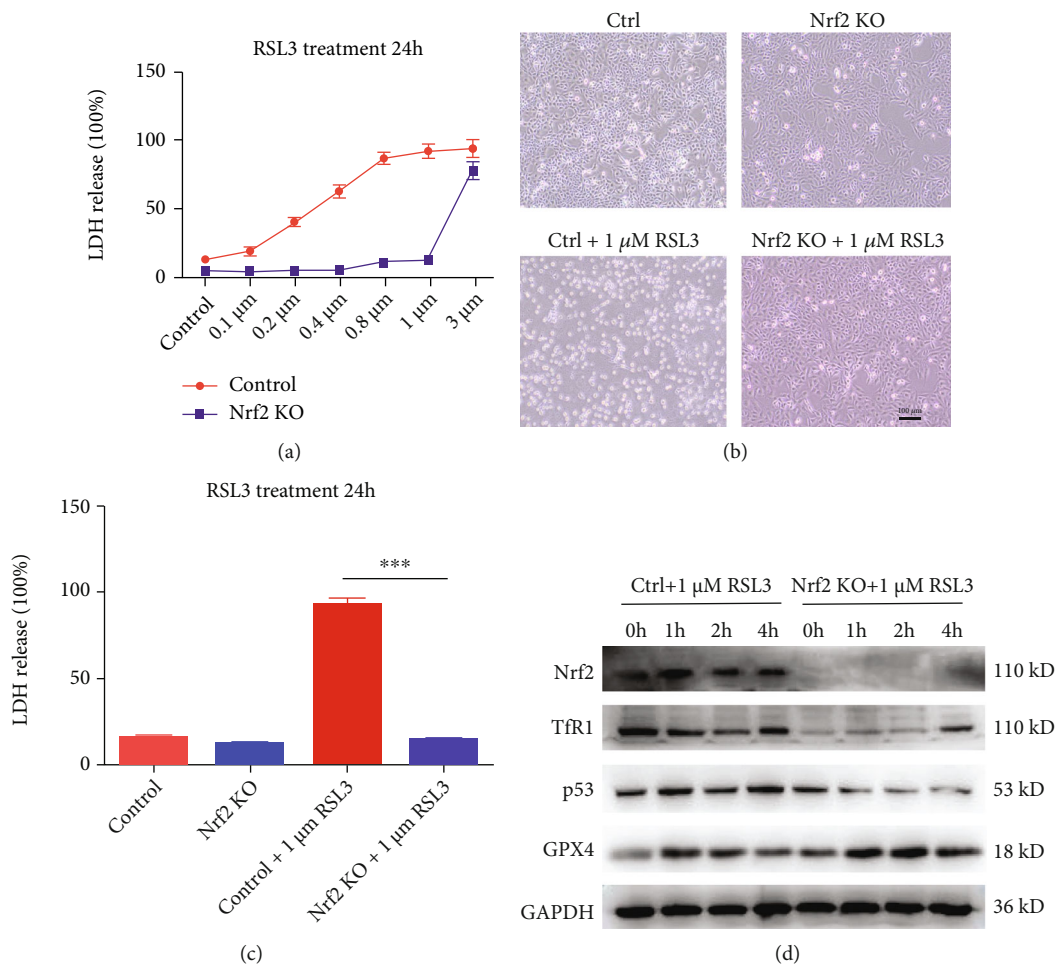 RSL3 treatment 24h
150
100
50
0
LDH release (100%)
Control
0.1 μm
0.2 μm
0.4 μm
0.8 μm
1 μm
3 μm
Control
Nrf2 KO
(a)
Ctrl
Nrf2 KO
Ctrl + 1 μM RSL3
Nrf2 KO + 1 μM RSL3
100 μm
(b)
RSL3 treatment 24h
150
100
50
0
LDH release (100%)
***
Control
Nrf2 KO
Control + 1 μm RSL3
Nrf2 KO + 1 μm RSL3
(c)
Ctrl+1 μM RSL3
Nrf2 KO+1 μM RSL3
0h 1h 2h 4h 0h 1h 2h 4h
Nrf2 110 kD
TfR1 110 kD
p53 53 kD
GPX4 18 kD
GAPDH 36 kD
(d)